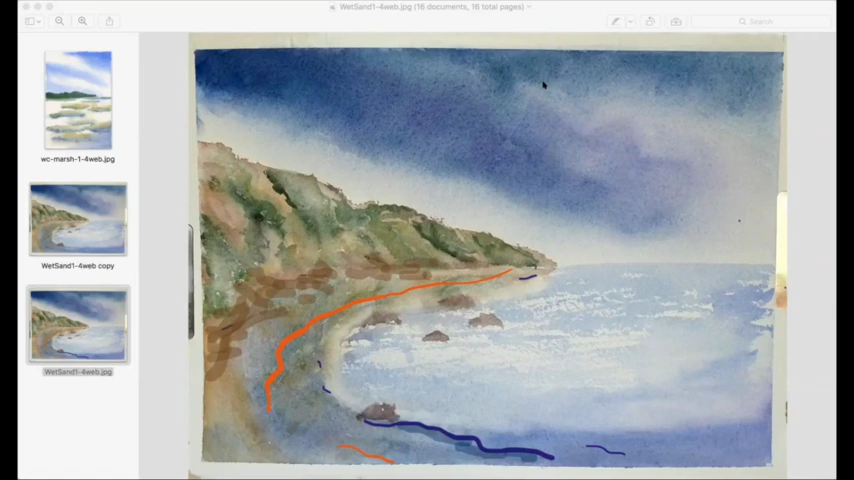 WetSand1-4web.jpg (16 documents, 16 total pages)
Search
wc-marsh-1-4web.jpg
WetSand1-4web copy
WetSand1-4web.jpg